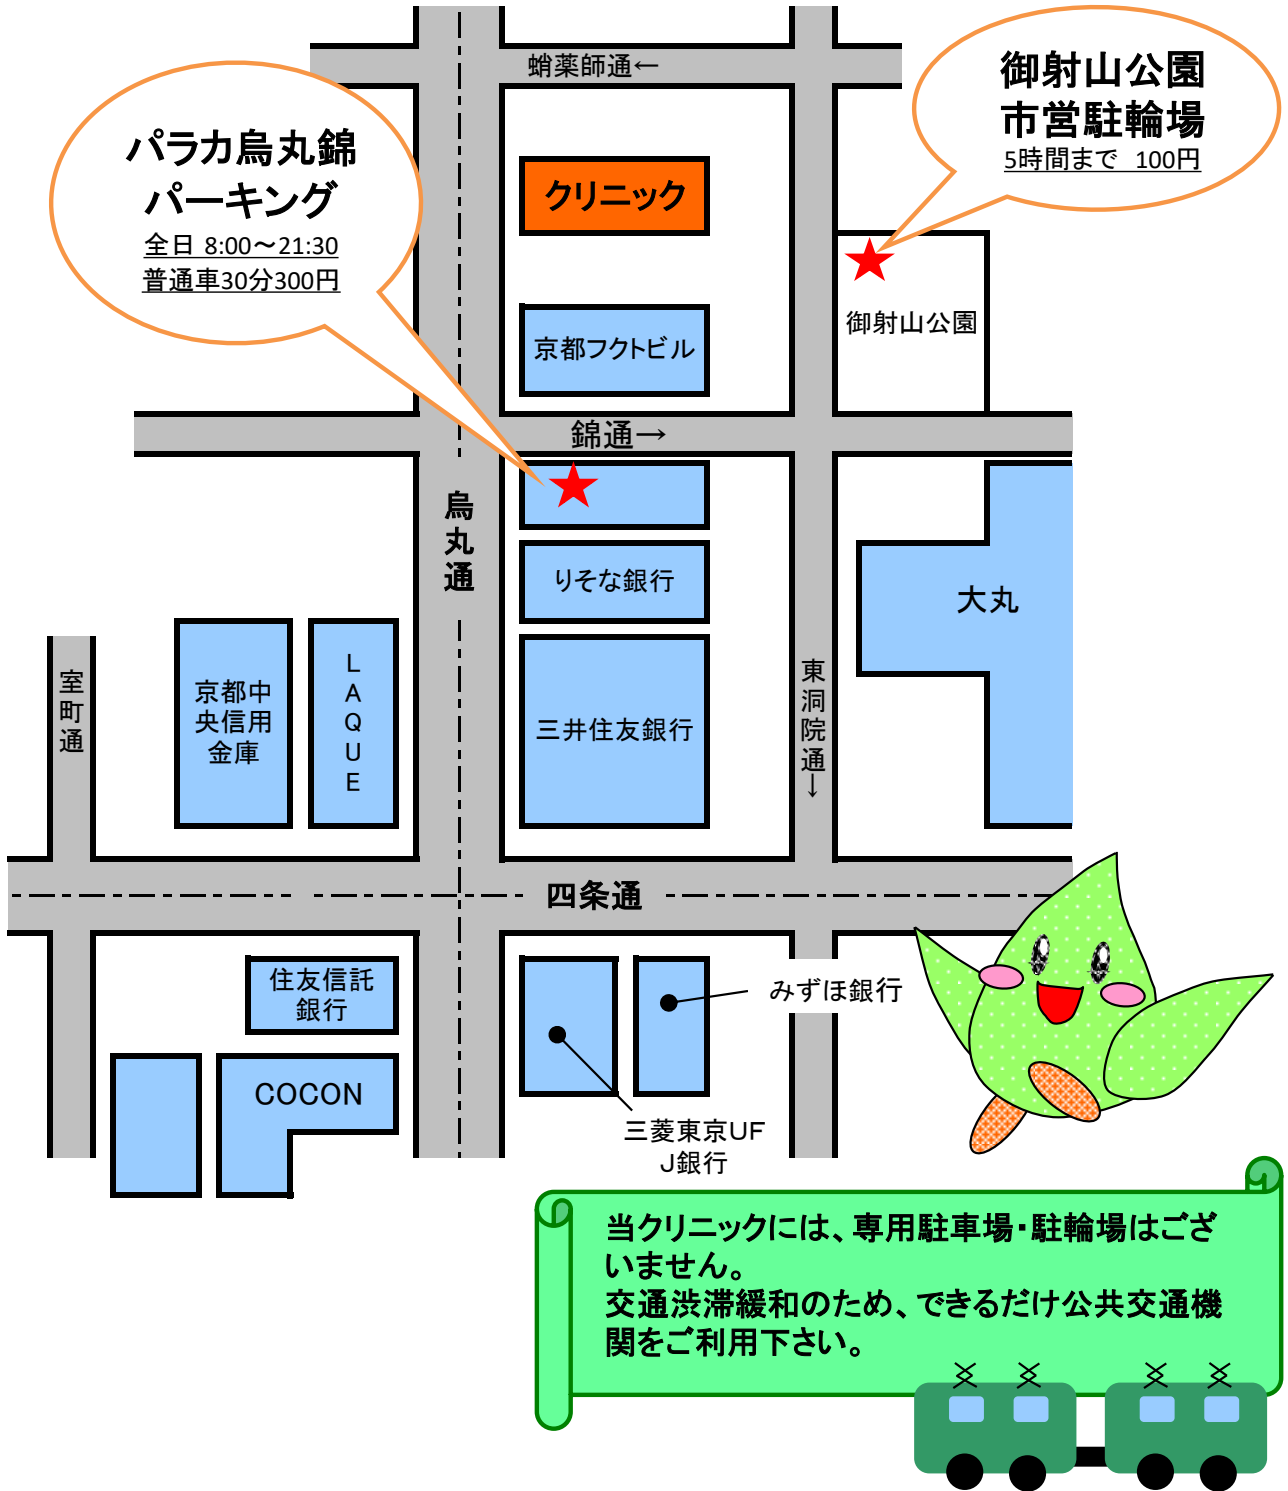 蛸薬師通←
御射山公園
市営駐輪場
5時間まで 100円
パラカ烏丸錦
パーキング
全日 8:00～21:30
普通車30分300円
クリニック
御射山公園
京都フクトビル
錦通→
烏丸通
りそな銀行
大丸
室町通
京都中
央信用
金庫
LAQUE
三井住友銀行
東洞院通↓
四条通
住友信託
銀行
みずほ銀行
COCON
三菱東京UF
J銀行
当クリニックには、専用駐車場・駐輪場はござ
いません。
交通渋滞緩和のため、できるだけ公共交通機
関をご利用下さい。